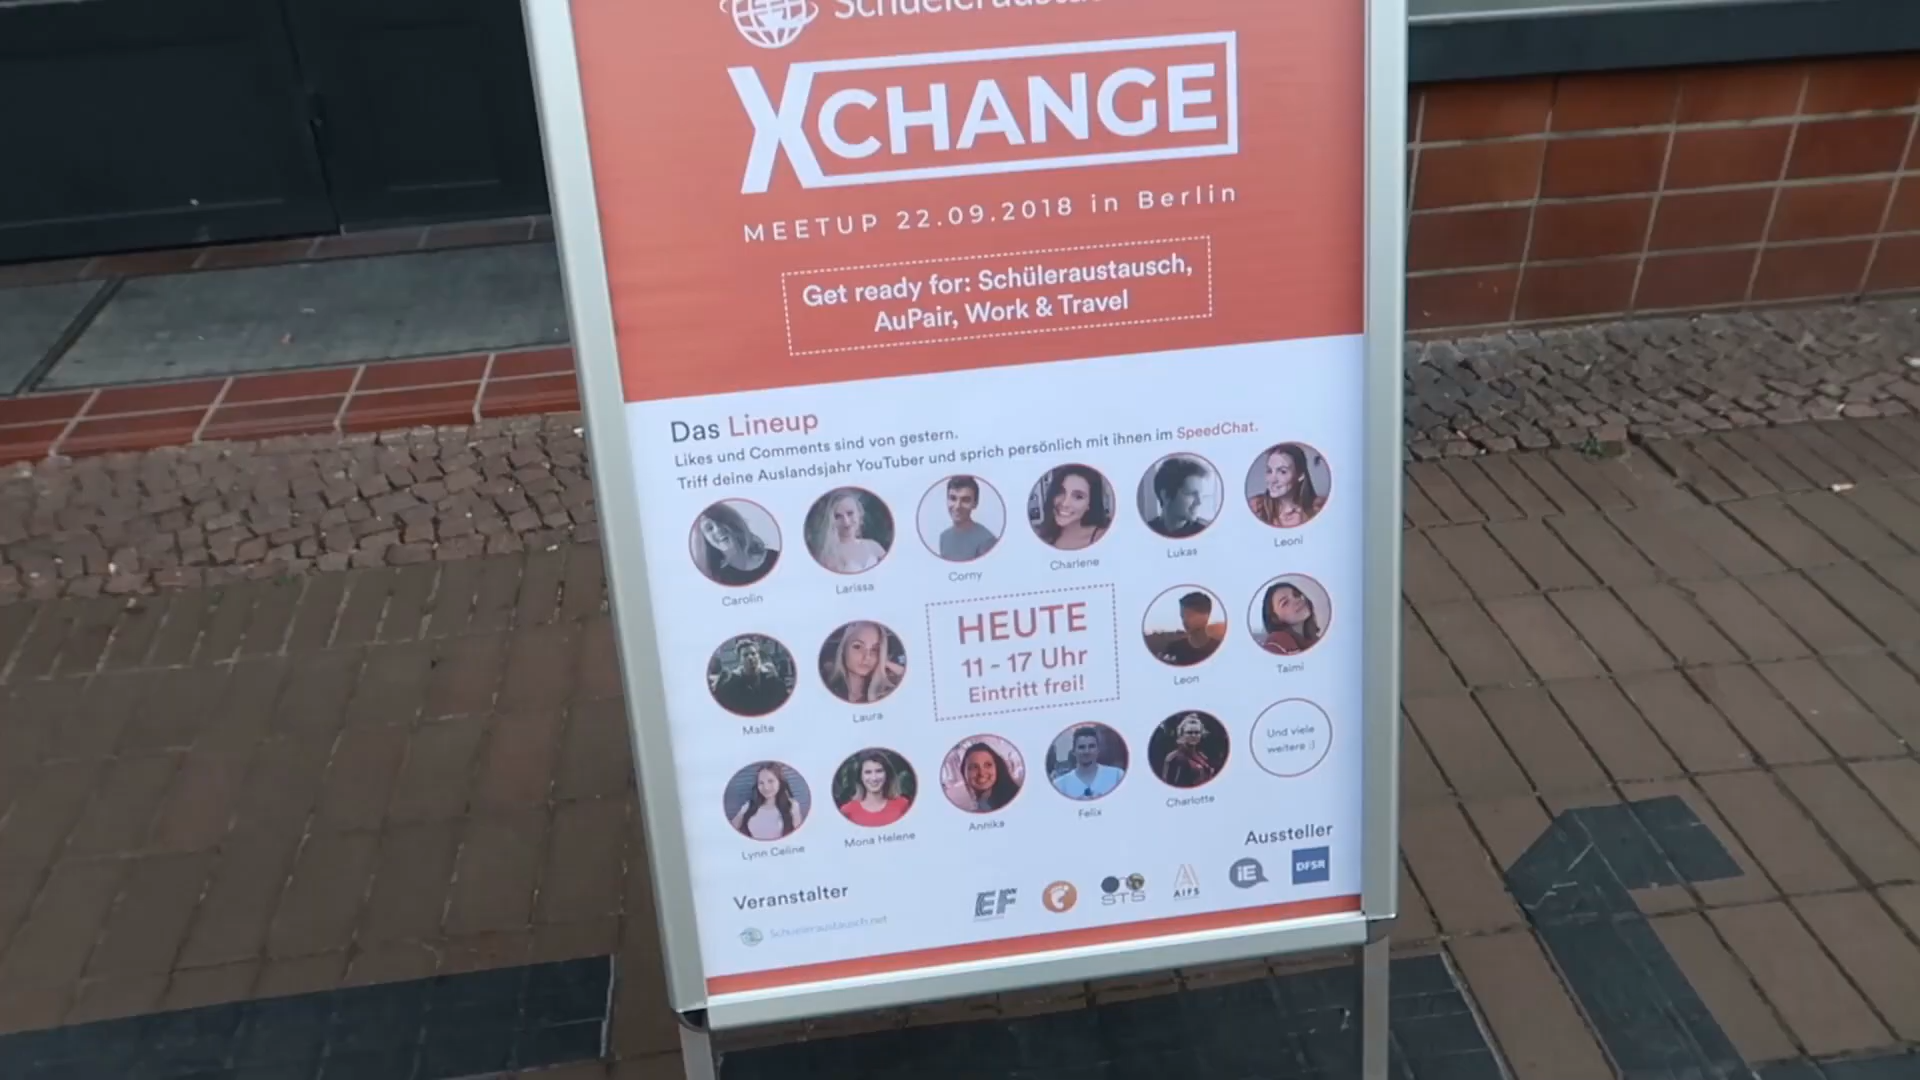 XCHANGE
MEETUP 22.09.2018 in Berlin
Get ready for: Schüleraustausch,
AuPair, Work & Travel
Das Lineup
Likes und Comments sind von gestern.
Triff deine Auslandsjahr YouTuber und sprich persönlich mit ihnen im SpeedChat.
Carolin
Larissa
Corny
Charlene
Lukas
Leoni
Malte
Laura
HEUTE
11 - 17 Uhr
Eintritt frei!
Leon
Taimi
Lynn Celine
Mona Helene
Annika
Felix
Charlotte
Und viele
weitere :)
Veranstalter
Schueleraustausch.net
Aussteller
EF
STS
AIFS
iE
DFSR